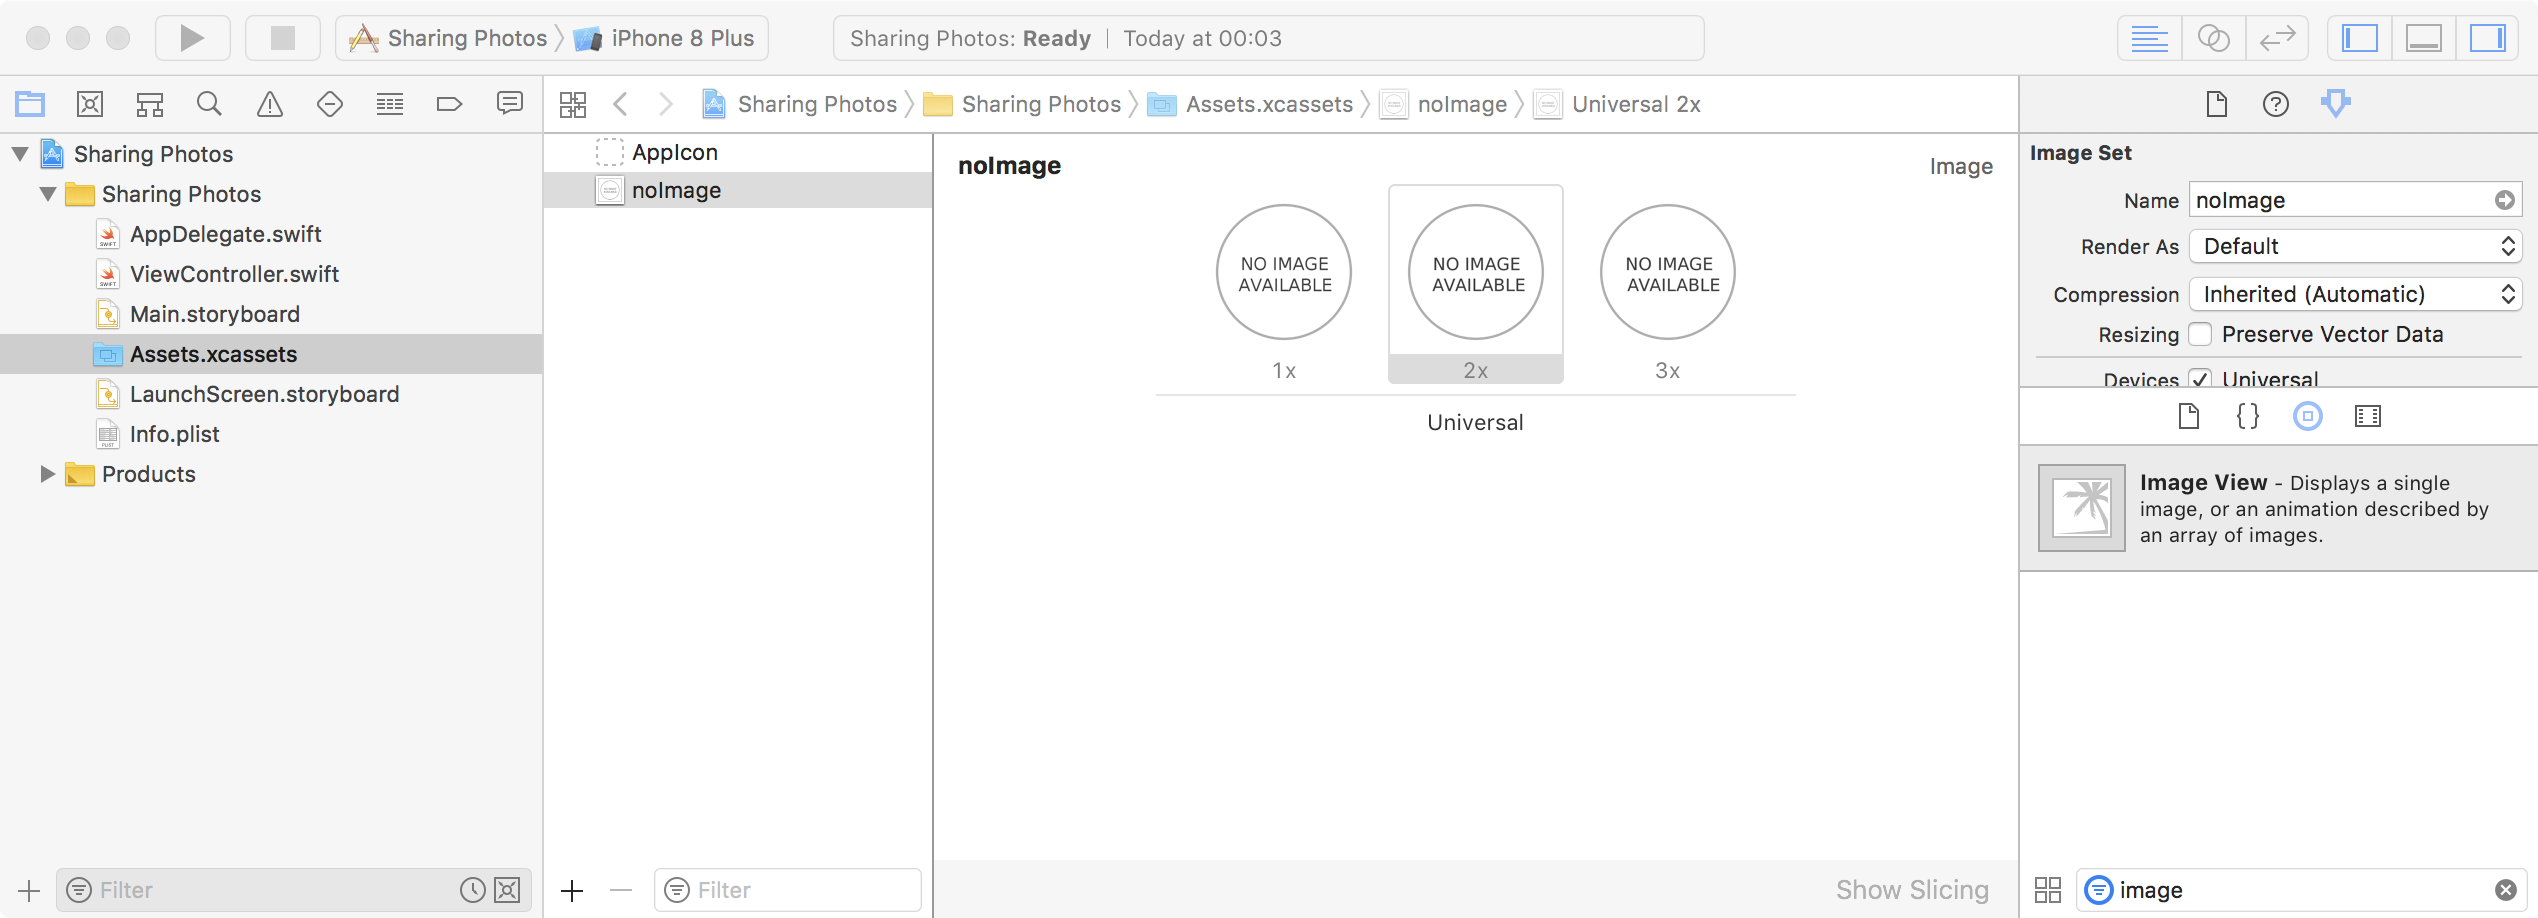 Sharing Photos
iPhone 8 Plus
Sharing Photos: Ready | Today at 00:03
Sharing Photos
Sharing Photos
Assets.xcassets
noImage
Universal 2x
Sharing Photos
Sharing Photos
AppDelegate.swift
ViewController.swift
Main.storyboard
Assets.xcassets
LaunchScreen.storyboard
Info.plist
Products
Filter
AppIcon
noImage
Filter
noImage
Image
NO IMAGE
AVAILABLE
1x
NO IMAGE
AVAILABLE
2x
NO IMAGE
AVAILABLE
3x
Universal
Show Slicing
Image Set
Name noImage
Render As Default
Compression Inherited (Automatic)
Resizing Preserve Vector Data
Devices Universal
{}
Image View - Displays a single
image, or an animation described by
an array of images.
image